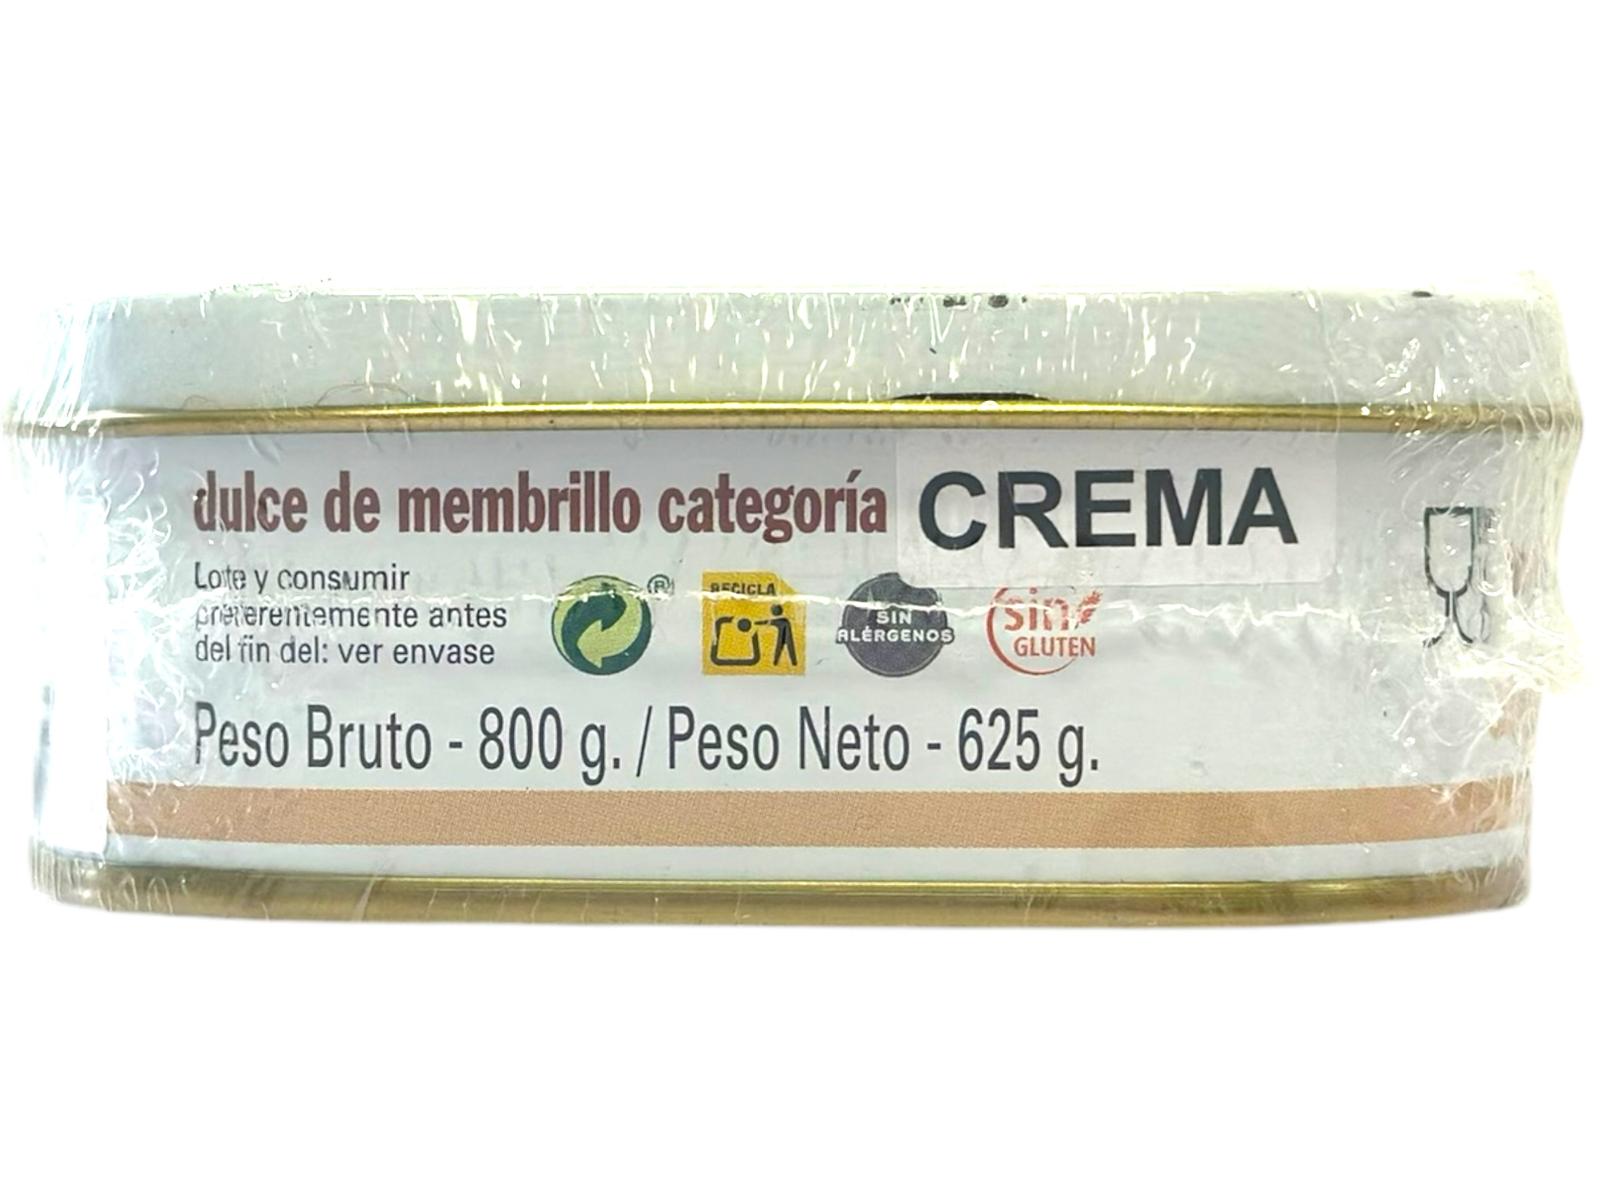 dulce de membrillo categoría CREMA
Lote y consumir
preferentemente antes
del fin del: ver envase
®
RECICLA
SIN
ALÉRGENOS
sin
GLUTEN
Peso Bruto - 800 g. / Peso Neto - 625 g.